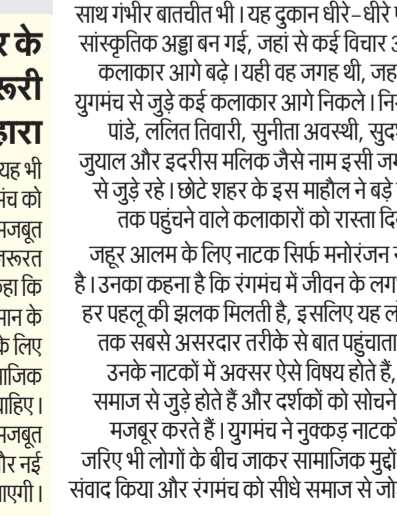 र के
रूरी
हारा
यह भी
मंच को
मजबूत
जरूरत
कहा कि
मान के
के लिए
माजिक
चाहिए।
मजबूत
और नई
जाएगी।
साथ गंभीर बातचीत भी। यह दुकान धीरे-धीरे
सांस्कृतिक अड्डा बन गई, जहां से कई विचार
कलाकार आगे बढ़े। यही वह जगह थी,
युगमंच से जुड़े कई कलाकार आगे निकले।
पांडे, ललित तिवारी, सुनीता अवस्थी,
जुयाल और इदरीस मलिक जैसे नाम इसी
से जुड़े रहे। छोटे शहर के इस माहौल ने बड़े
तक पहुंचने वाले कलाकारों को रास्ता
जहूर आलम के लिए नाटक सिर्फ मनोरंजन
है। उनका कहना है कि रंगमंच में जीवन के
हर पहलू की झलक मिलती है, इसलिए यह
तक सबसे असरदार तरीके से बात पहुंचाता
उनके नाटकों में अक्सर ऐसे विषय होते हैं,
समाज से जुड़े होते हैं और दर्शकों को सोचने
मजबूर करते हैं। युगमंच ने नुक्कड़
जरिए भी लोगों के बीच जाकर सामाजिक मुद्दों
संवाद किया और रंगमंच को सीधे समाज से